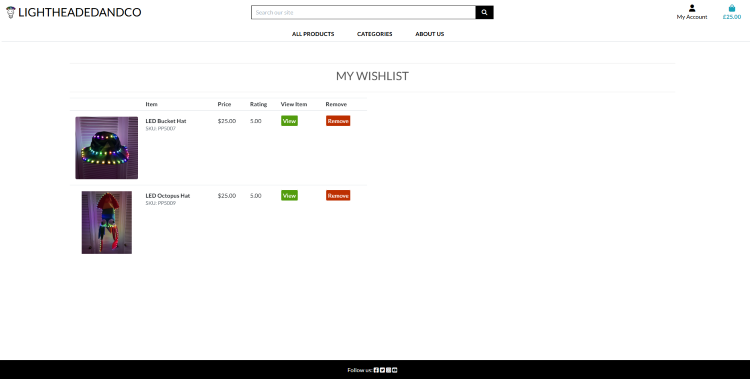 LIGHTHEADEDANDCO
Search our site
My Account
£25.00
ALL PRODUCTS CATEGORIES ABOUT US
MY WISHLIST
Item Price Rating View Item Remove
LED Bucket Hat $25.00 5.00 View Remove
SKU: PP5007
LED Octopus Hat $25.00 5.00 View Remove
SKU: PP5009
Follow us: